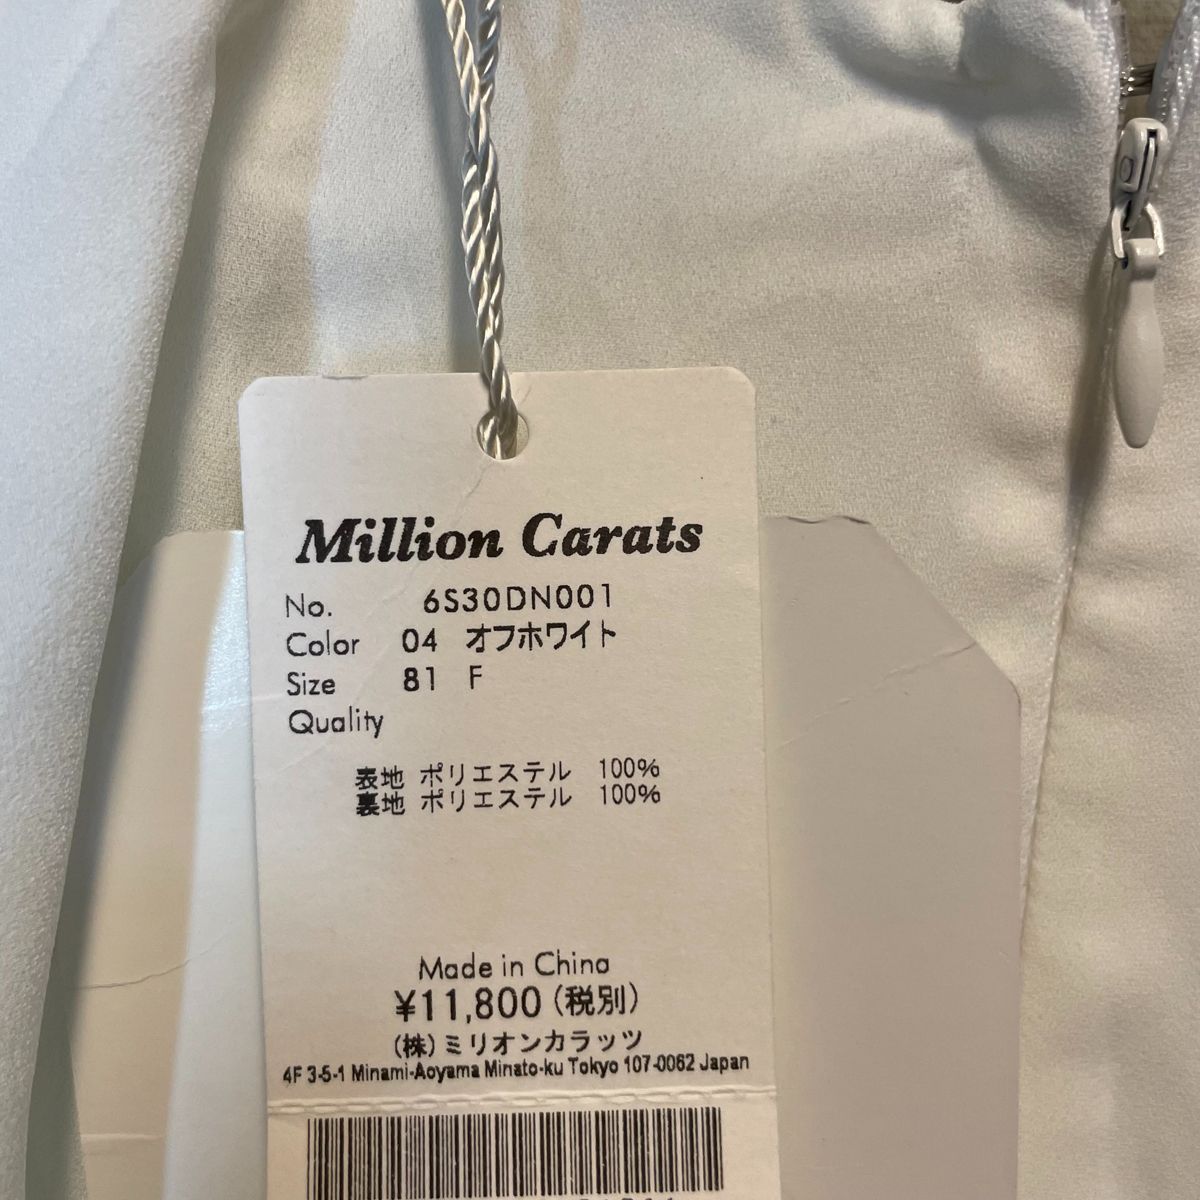 Million Carats
No. 6S30DN001
Color 04 オフホワイト
Size 81 F
Quality
表地 ポリエステル 100%
裏地 ポリエステル 100%
Made in China
¥11,800(税別)
(株)ミリオンカラッツ
4F 3-5-1 Minami-Aoyama Minato-ku Tokyo 107-0062 Japan